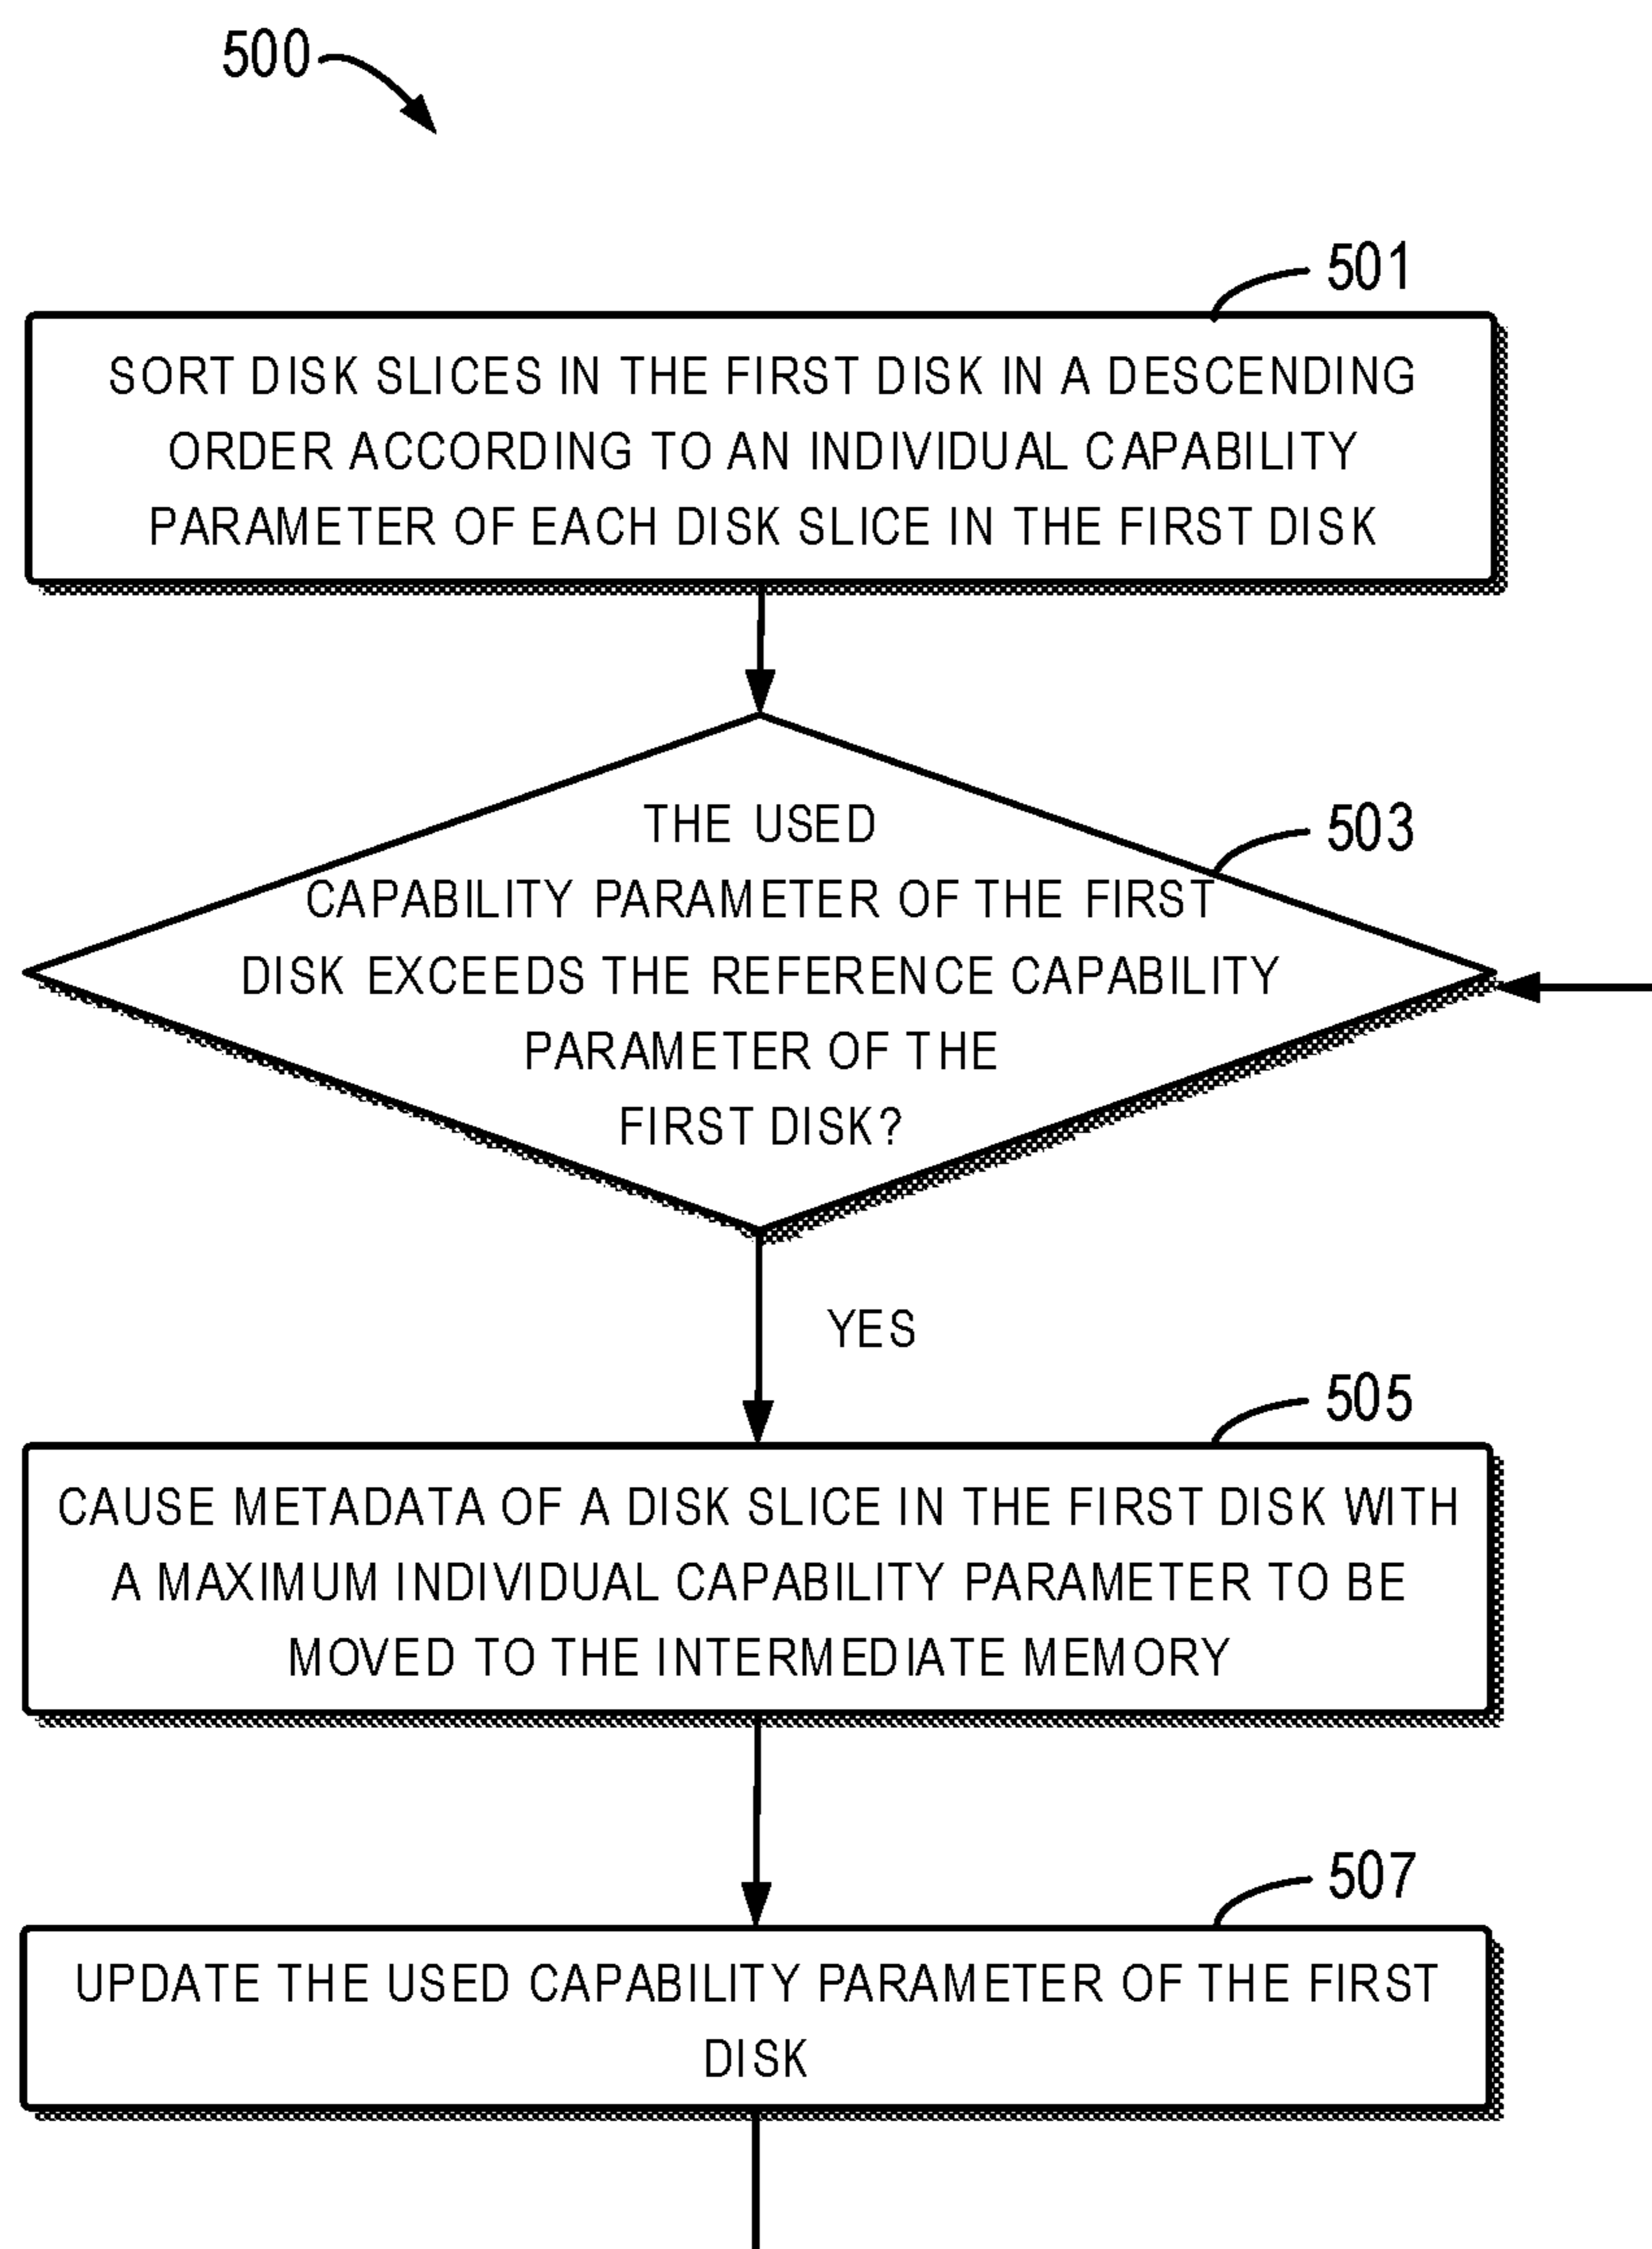 500
501
SORT DISK SLICES IN THE FIRST DISK IN A DESCENDING
ORDER ACCORDING TO AN INDIVIDUAL CAPABILITY
PARAMETER OF EACH DISK SLICE IN THE FIRST DISK
503
THE USED
CAPABILITY PARAMETER OF THE FIRST
DISK EXCEEDS THE REFERENCE CAPABILITY
PARAMETER OF THE
FIRST DISK?
YES
505
CAUSE METADATA OF A DISK SLICE IN THE FIRST DISK WITH
A MAXIMUM INDIVIDUAL CAPABILITY PARAMETER TO BE
MOVED TO THE INTERMEDIATE MEMORY
507
UPDATE THE USED CAPABILITY PARAMETER OF THE FIRST
DISK